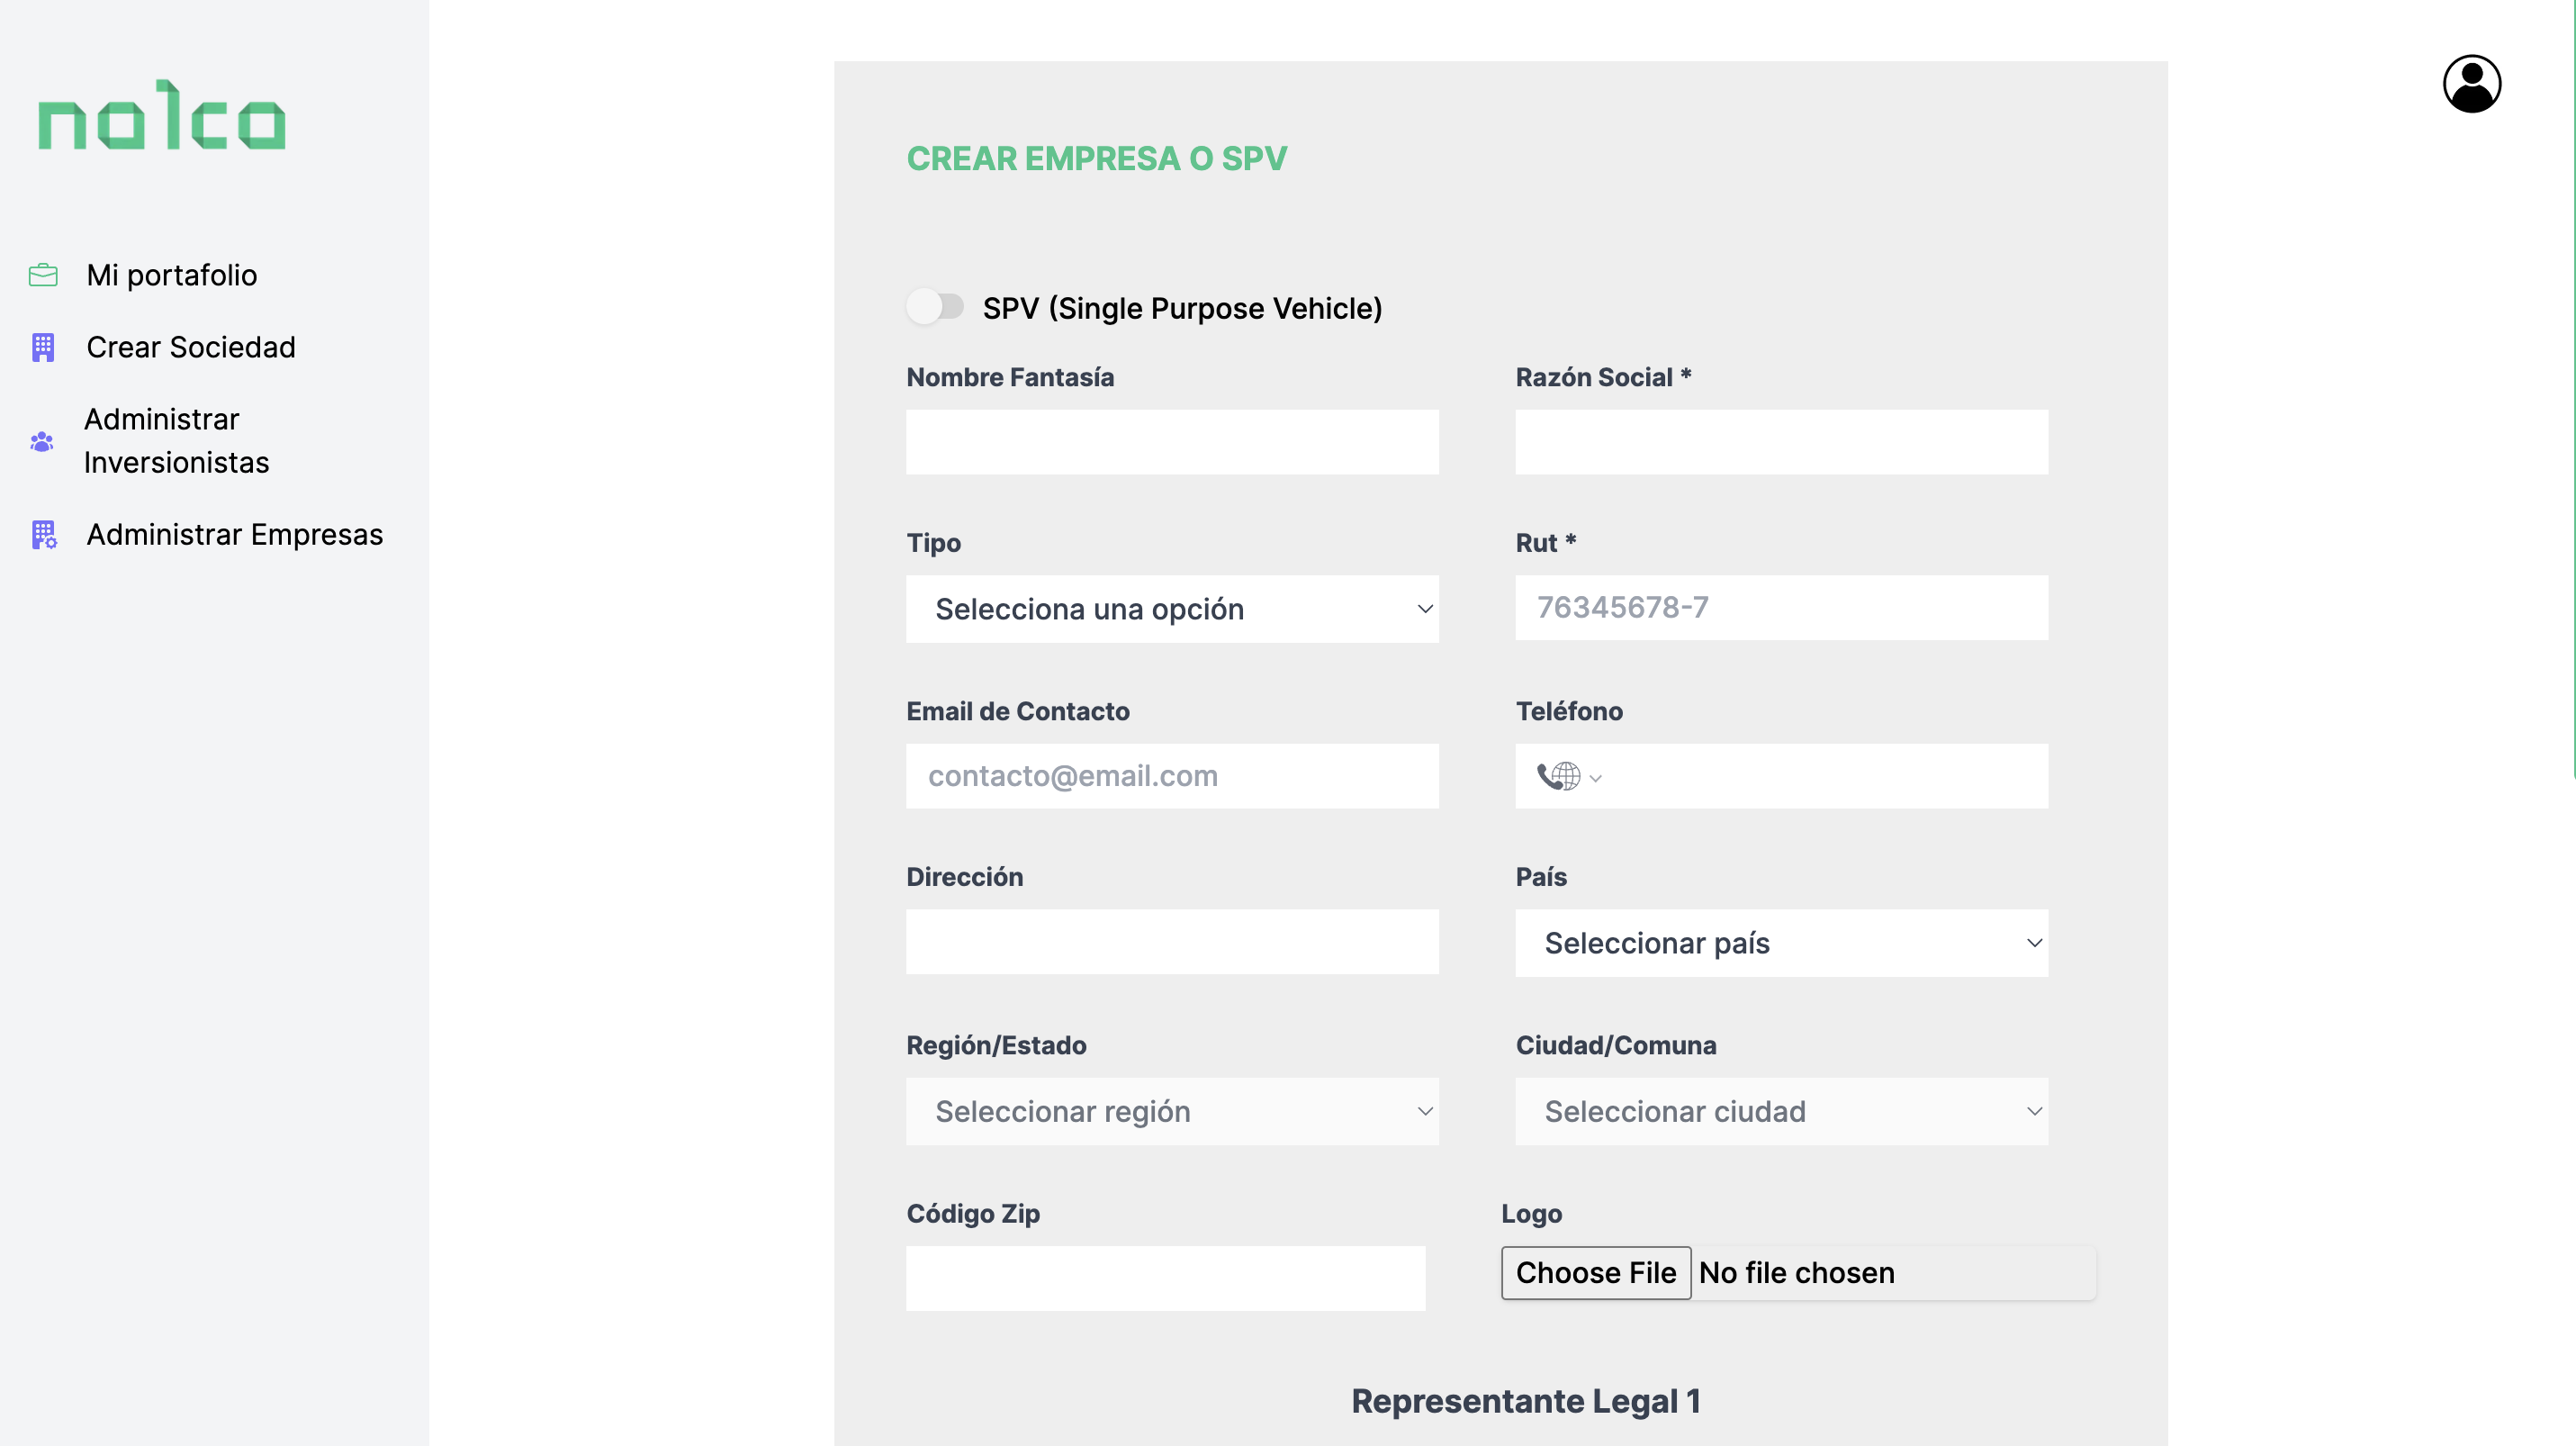 nalca
Mi portafolio
Crear Sociedad
Administrar
Inversionistas
Administrar Empresas
CREAR EMPRESA O SPV
SPV (Single Purpose Vehicle)
Nombre Fantasía
Razón Social *
Tipo
Rut *
Selecciona una opción
76345678-7
Email de Contacto
Teléfono
contacto@email.com
Dirección
País
Seleccionar país
Región/Estado
Ciudad/Comuna
Seleccionar región
Seleccionar ciudad
Código Zip
Logo
Choose File No file chosen
Representante Legal 1